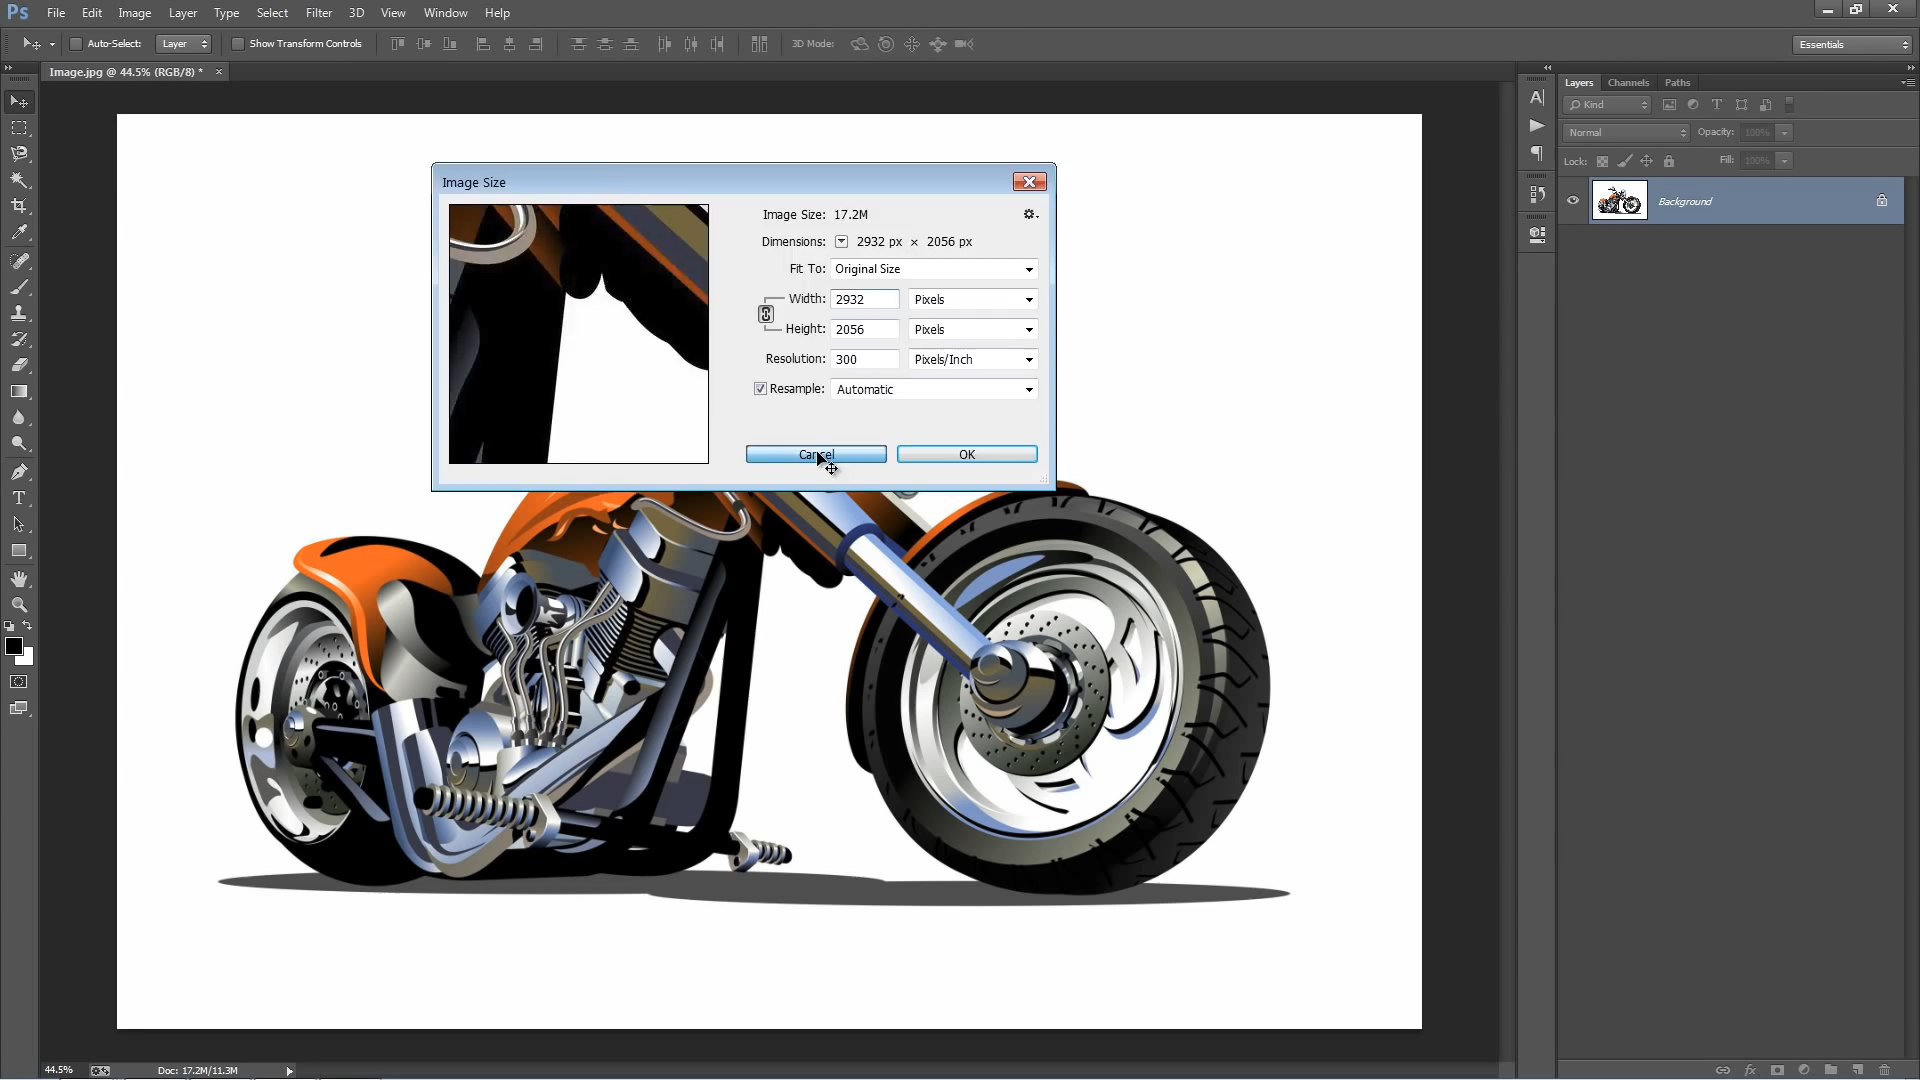 Ps File Edit Image Layer Type Select Filter 3D View Window Help
Auto-Select: Layer Show Transform Controls 3D Mode: Essentials
Image.jpg @ 44.5% (RGB/8) * ×
Layers Channels Paths
Kind
Normal Opacity: 100%
Lock: Fill: 100%
Background
Image Size
Image Size: 17.2M
Dimensions: 2932 px × 2056 px
Fit To: Original Size
Width: 2932 Pixels
Height: 2056 Pixels
Resolution: 300 Pixels/Inch
Resample: Automatic
Cancel OK
44.5% Doc: 17.2M/11.3M